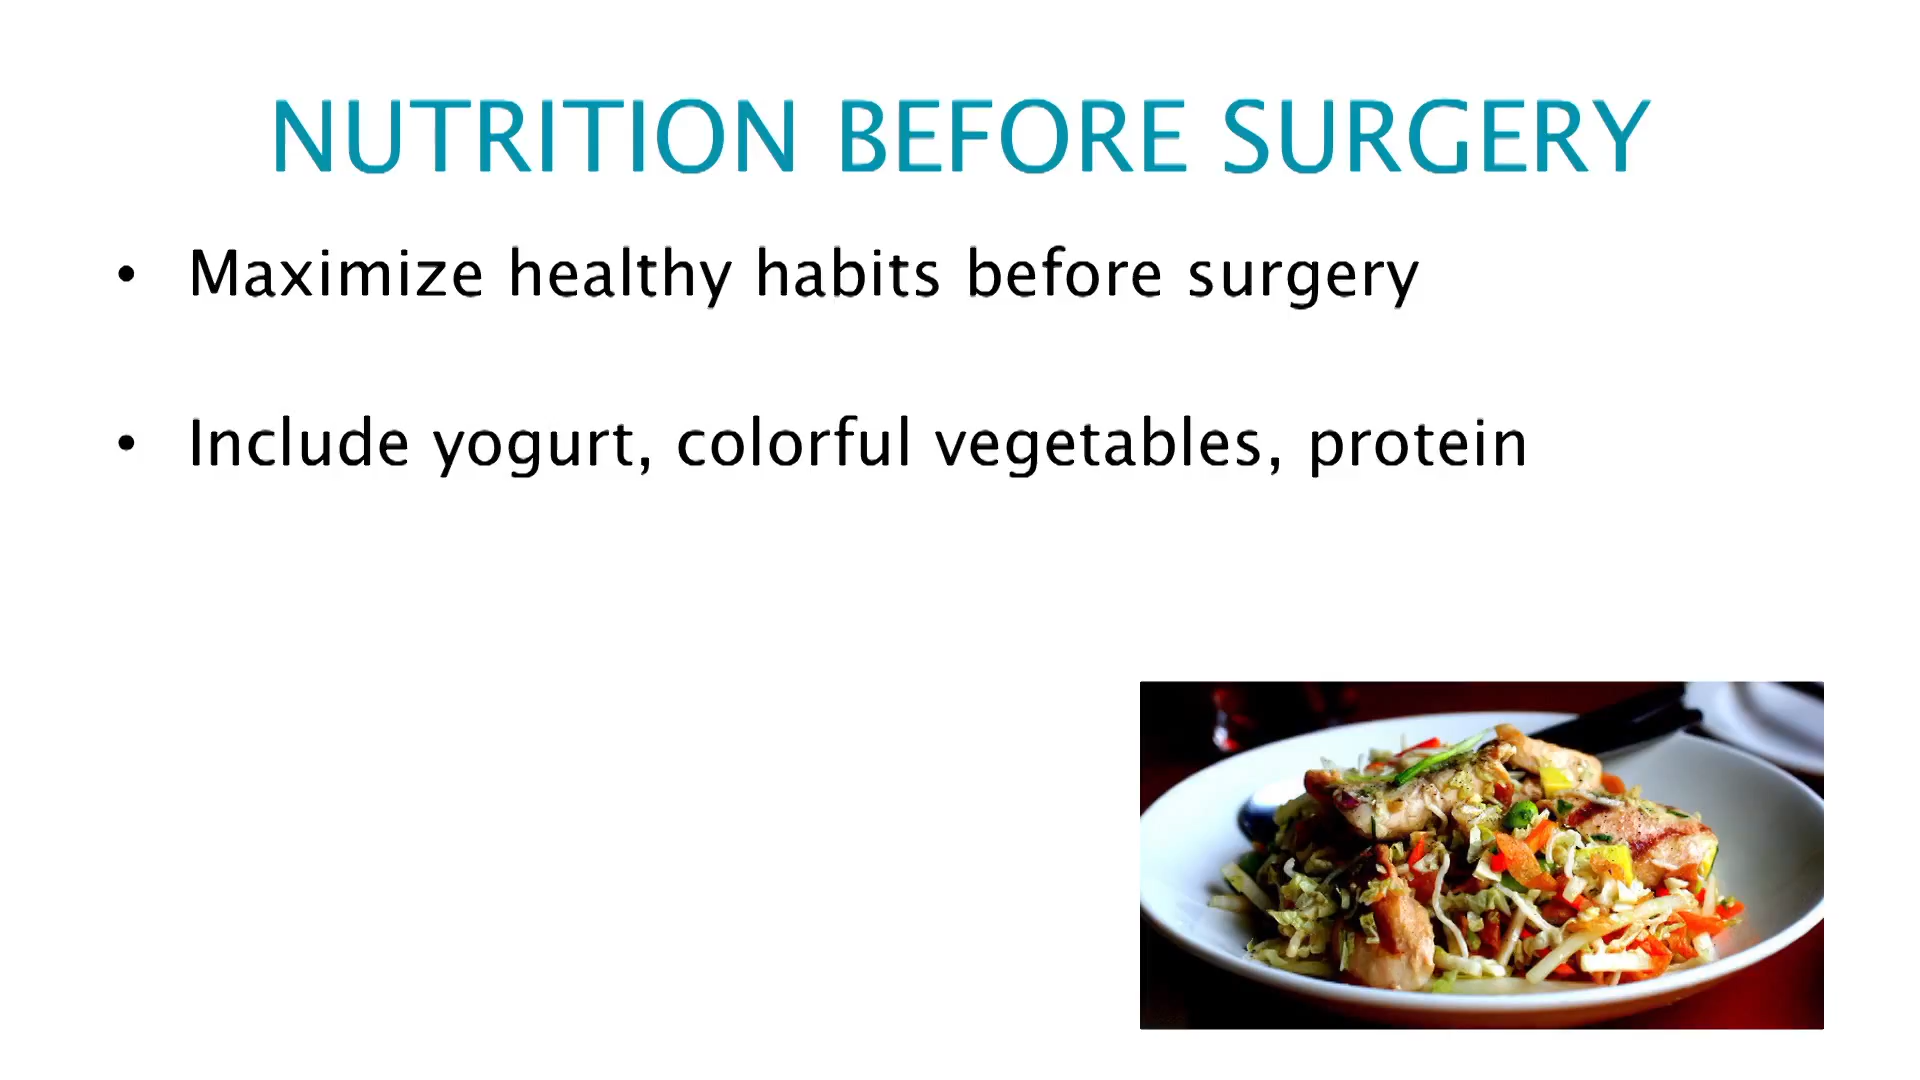 NUTRITION BEFORE SURGERY
• Maximize healthy habits before surgery
• Include yogurt, colorful vegetables, protein